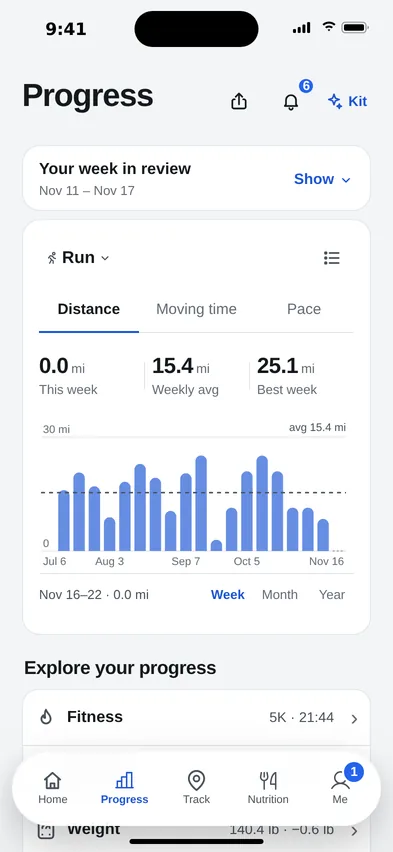 9:41
Progress
6
Kit
Your week in review
Nov 11 – Nov 17
Show
Run
Distance Moving time Pace
0.0 mi 15.4 mi 25.1 mi
This week Weekly avg Best week
30 mi avg 15.4 mi
0
Jul 6 Aug 3 Sep 7 Oct 5 Nov 16
Nov 16–22 · 0.0 mi Week Month Year
Explore your progress
Fitness 5K · 21:44
1
Home Progress Track Nutrition Me
Weight 140.4 lb · −0.6 lb